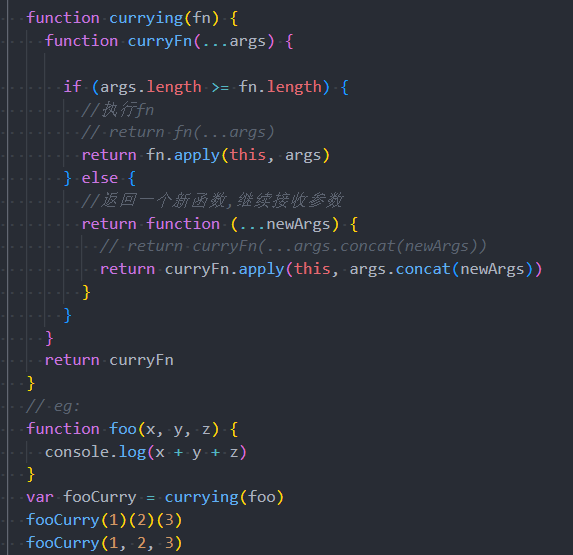 function currying(fn) {
  function curryFn(...args) {

    if (args.length >= fn.length) {
      //执行fn
      // return fn(...args)
      return fn.apply(this, args)
    } else {
      //返回一个新函数,继续接收参数
      return function (...newArgs) {
        // return curryFn(...args.concat(newArgs))
        return curryFn.apply(this, args.concat(newArgs))
      }
    }
  }
  return curryFn
}
// eg:
function foo(x, y, z) {
  console.log(x + y + z)
}
var fooCurry = currying(foo)
fooCurry(1)(2)(3)
fooCurry(1, 2, 3)